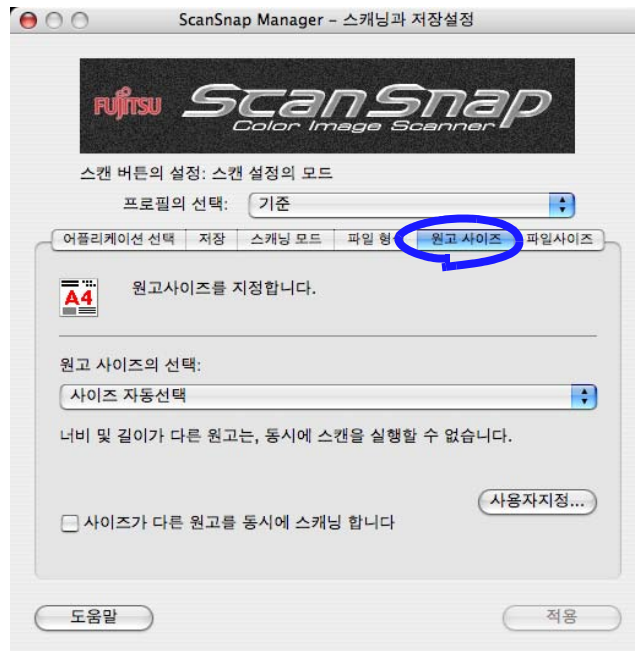 ScanSnap Manager – 스캐닝과 저장설정
FUJITSU ScanSnap
Color Image Scanner
스캔 버튼의 설정: 스캔 설정의 모드
프로필의 선택: 기준
어플리케이션 선택 저장 스캐닝 모드 파일 형 원고 사이즈 파일사이즈
A4 원고사이즈를 지정합니다.
원고 사이즈의 선택:
사이즈 자동선택
너비 및 길이가 다른 원고는, 동시에 스캔을 실행할 수 없습니다.
사용자지정...
사이즈가 다른 원고를 동시에 스캐닝 합니다
도움말 적용